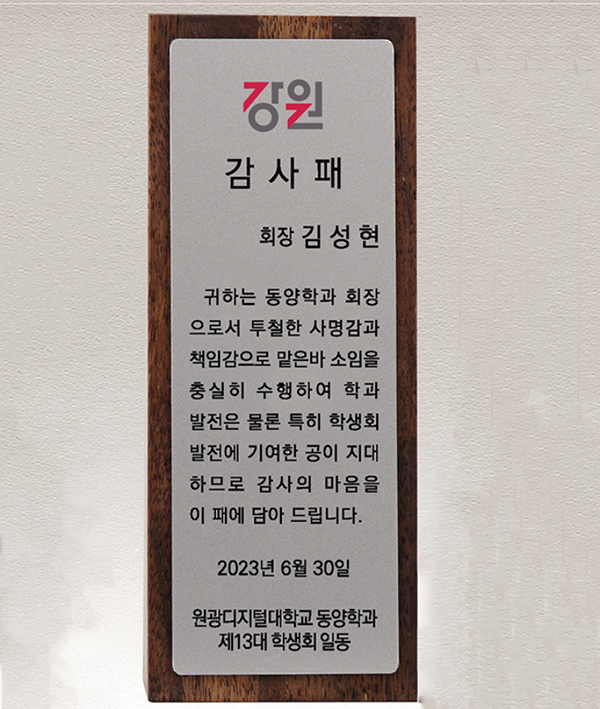 강원
감사패
회장 김성현
귀하는 동양학과 회장
으로서 투철한 사명감과
책임감으로 맡은바 소임을
충실히 수행하여 학과
발전은 물론 특히 학생회
발전에 기여한 공이 지대
하므로 감사의 마음을
이 패에 담아 드립니다.
2023년 6월 30일
원광디지털대학교 동양학과
제13대 학생회 일동